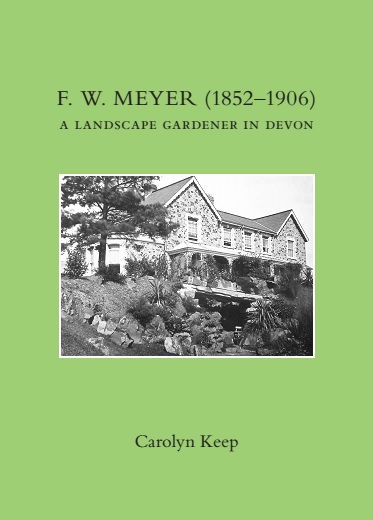 F. W. MEYER (1852–1906)
A LANDSCAPE GARDENER IN DEVON
Carolyn Keep